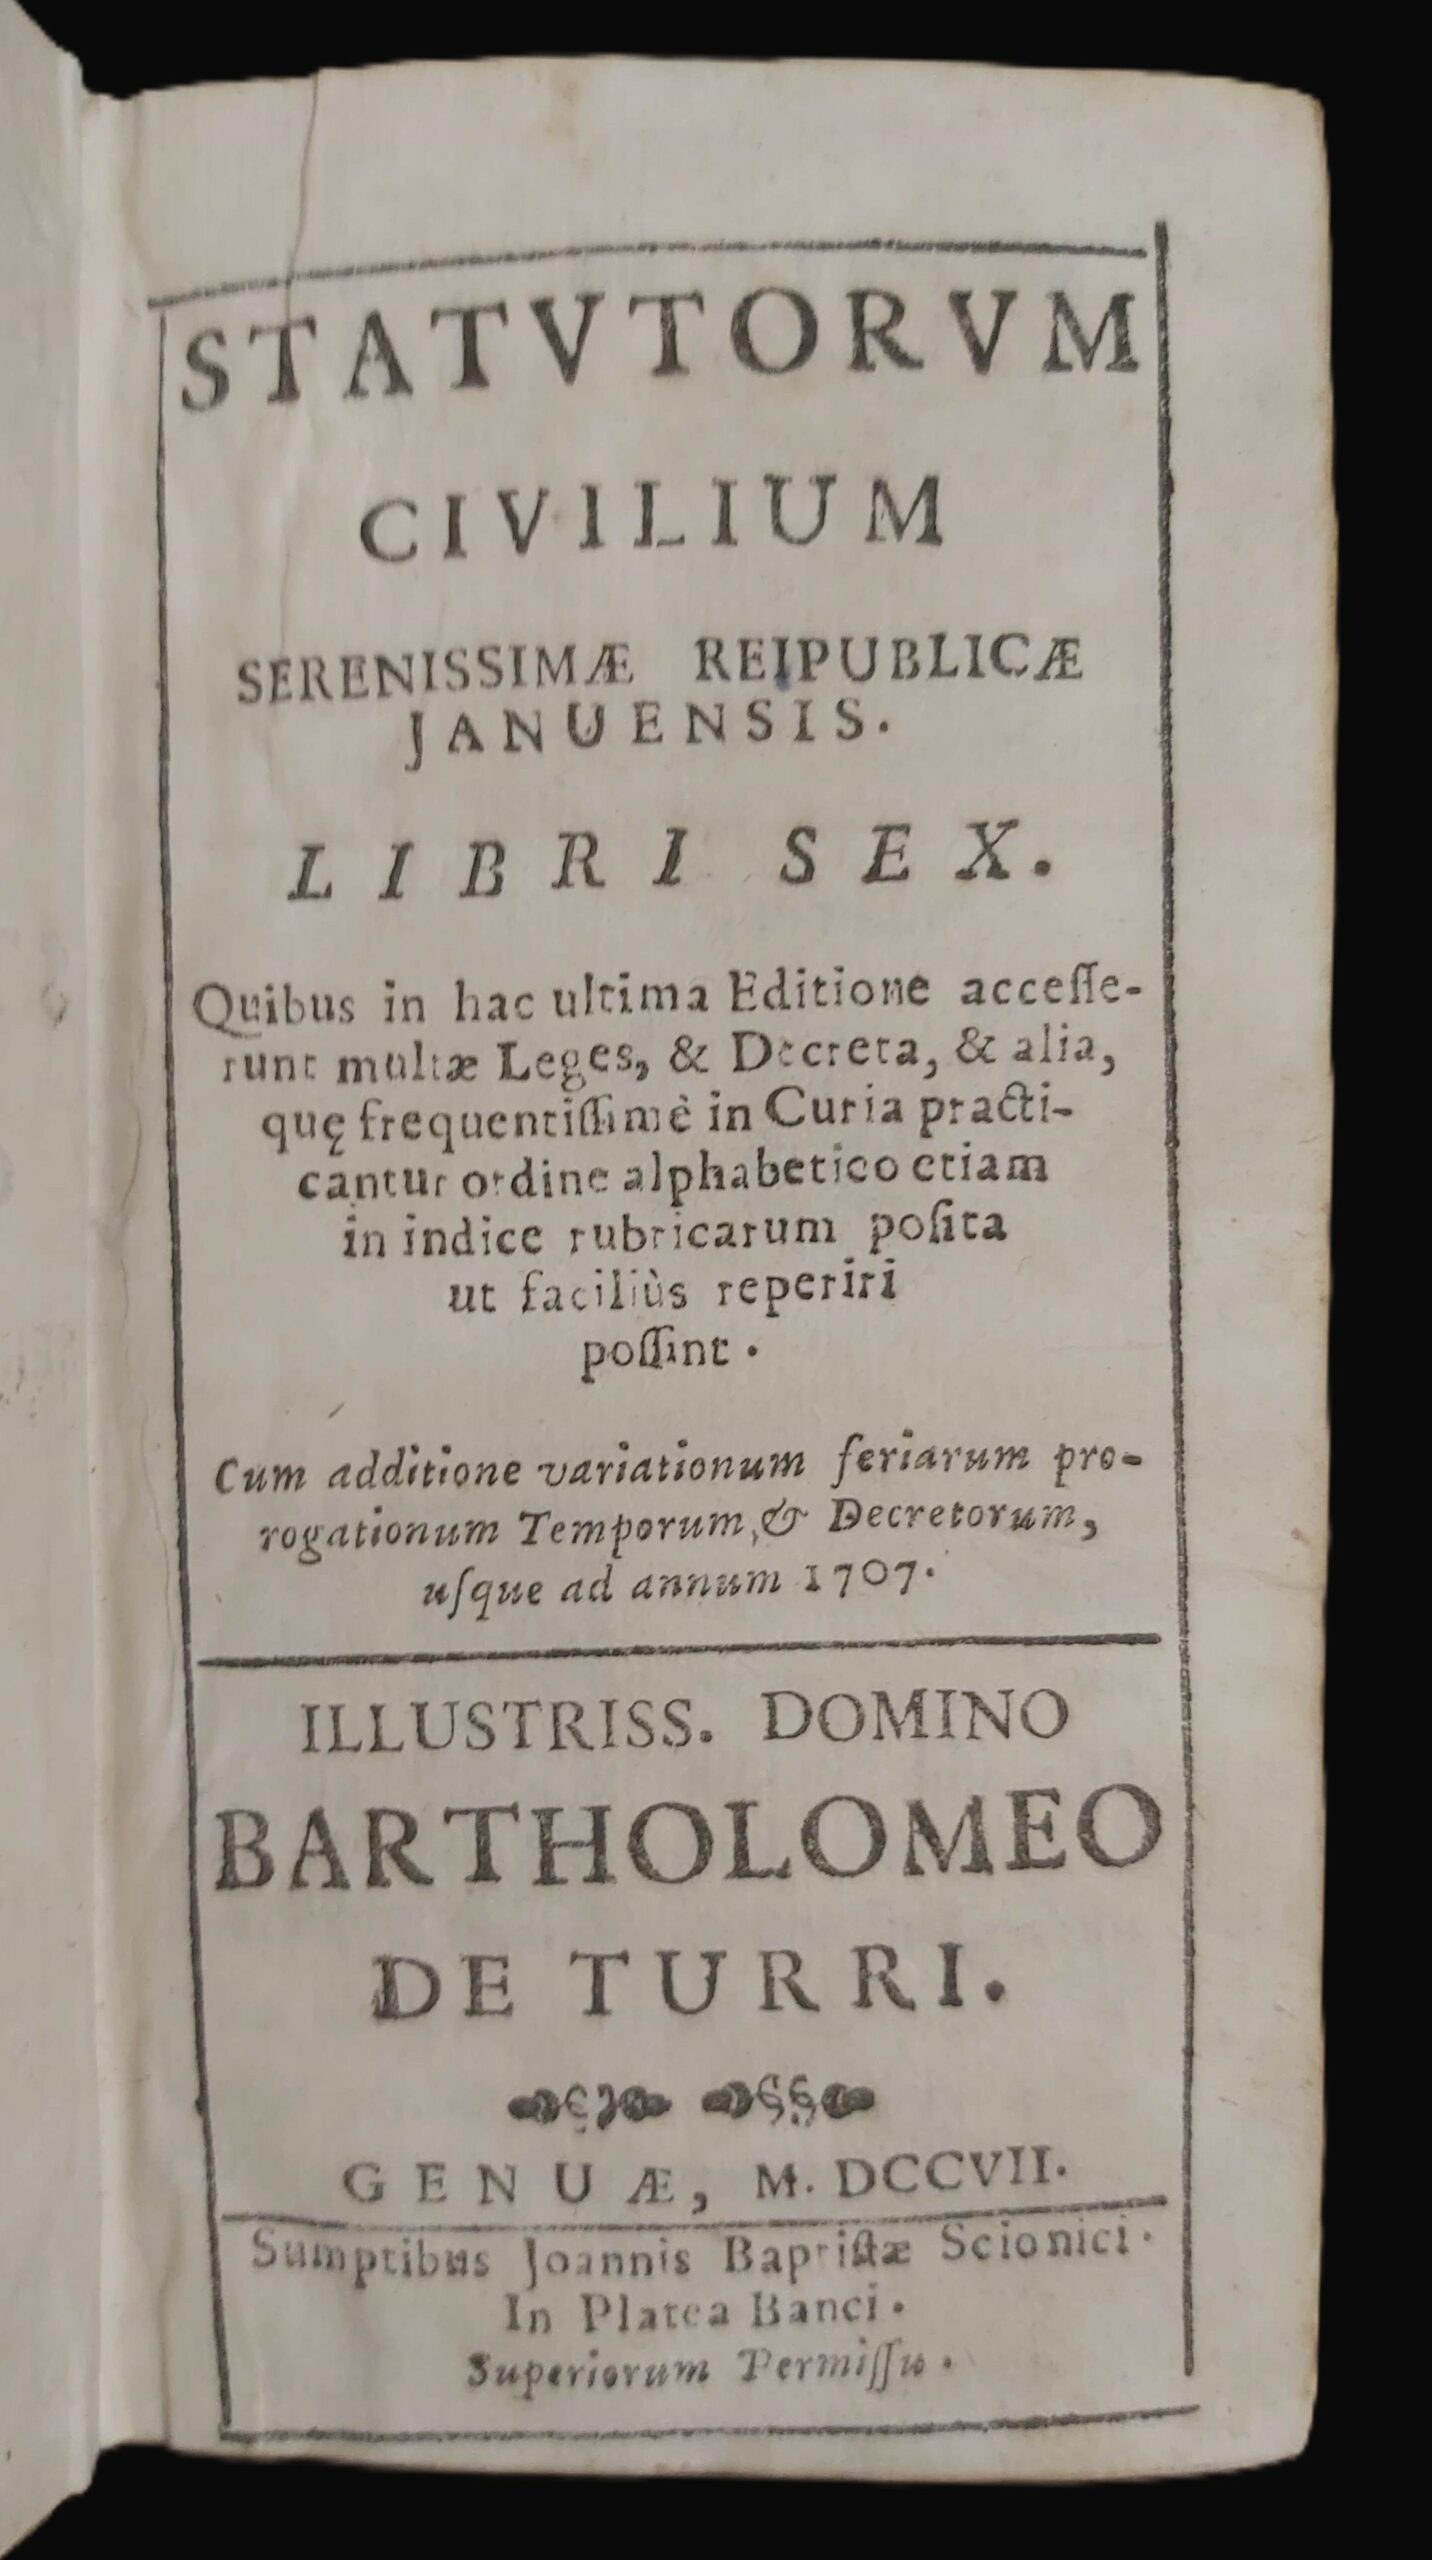 STATVTORVM
CIVILIUM
SERENISSIMÆ REIPUBLICÆ
JANUENSIS.
LIBRI SEX.
Quibus in hac ultima Editione acceſſe-
runt multæ Leges, & Decreta, & alia,
quę frequentiſſimè in Curia practi-
cantur ordine alphabetico etiam
in indice rubricarum poſita
ut faciliùs reperiri
poſſint.
Cum additione variationum feriarum pro-
rogationum Temporum, & Decretorum,
uſque ad annum 1707.
ILLUSTRISS. DOMINO
BARTHOLOMEO
DE TURRI.
GENUÆ, M. DCCVII.
Sumptibus Joannis Baptiſtæ Scionici.
In Platea Banci.
Superiorum Permiſſu.